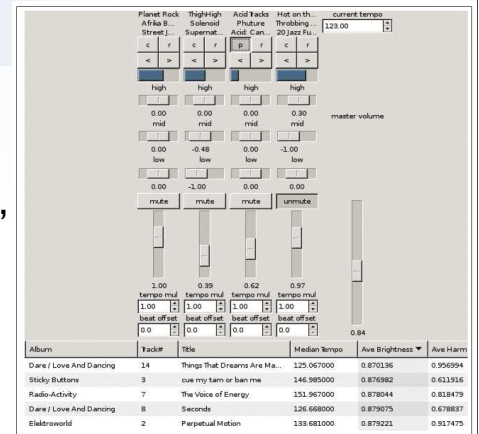 Planet Rock ThighHigh Acid Tracks Hot on th... current tempo
Afrika B... Solenoid Phuture Throbbing ... 123.00
Street J... Supernat... Acid: Can... 20 Jazz Fu...
c r c r p r c r
< > < > < > < >
high high high high
0.00 0.00 0.00 0.30 master volume
mid mid mid mid
0.00 -0.48 0.00 -1.00
low low low low
0.00 -1.00 0.00 0.00
mute mute mute unmute
,
1.00 0.39 0.62 0.97
tempo mul tempo mul tempo mul tempo mul
1.00 1.00 1.00 1.00
beat offset beat offset beat offset beat offset
0.0 0.0 0.0 0.0 0.84
Album Track# Title Median Tempo Ave Brightness Ave Harm
Dare / Love And Dancing 14 Things That Dreams Are Ma... 125.067000 0.870136 0.956994
Sticky Buttons 3 cue my tarn or ban me 146.985000 0.876982 0.611916
Radio-Activity 7 The Voice of Energy 151.967000 0.878044 0.818479
Dare / Love And Dancing 8 Seconds 126.668000 0.879075 0.678837
Elektroworld 2 Perpetual Motion 133.681000 0.879221 0.917475